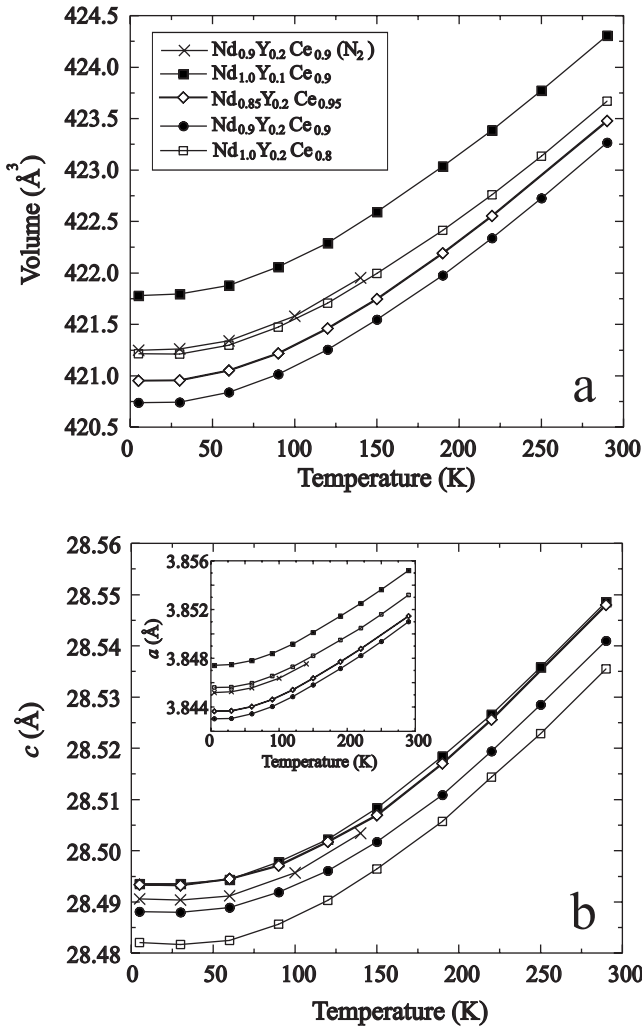 424.5
424.0
423.5
423.0
422.5
422.0
421.5
421.0
420.5
Volume (Å³)
Nd₀.₉Y₀.₂Ce₀.₉ (N₂)
Nd₁.₀Y₀.₁Ce₀.₉
Nd₀.₈₅Y₀.₂Ce₀.₉₅
Nd₀.₉Y₀.₂Ce₀.₉
Nd₁.₀Y₀.₂Ce₀.₈
a
0 50 100 150 200 250 300
Temperature (K)
28.56
28.55
28.54
28.53
28.52
28.51
28.50
28.49
28.48
c (Å)
3.856
3.852
3.848
3.844
a (Å)
0 100 200 300
Temperature (K)
b
0 50 100 150 200 250 300
Temperature (K)